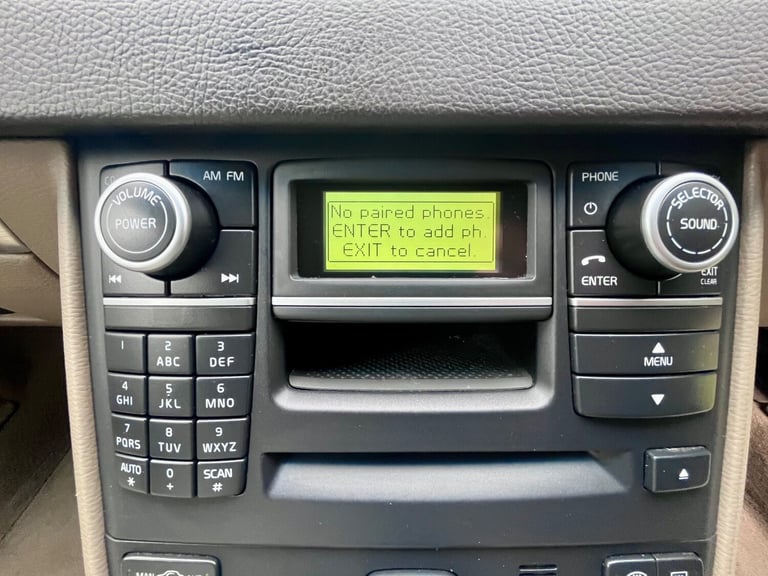 VOLUME
POWER
AM FM
No paired phones.
ENTER to add ph.
EXIT to cancel.
PHONE
SELECTOR
SOUND
ENTER
EXIT
CLEAR
1
2
ABC
3
DEF
4
GHI
5
JKL
6
MNO
7
PQRS
8
TUV
9
WXYZ
AUTO
*
0
+
SCAN
#
MENU